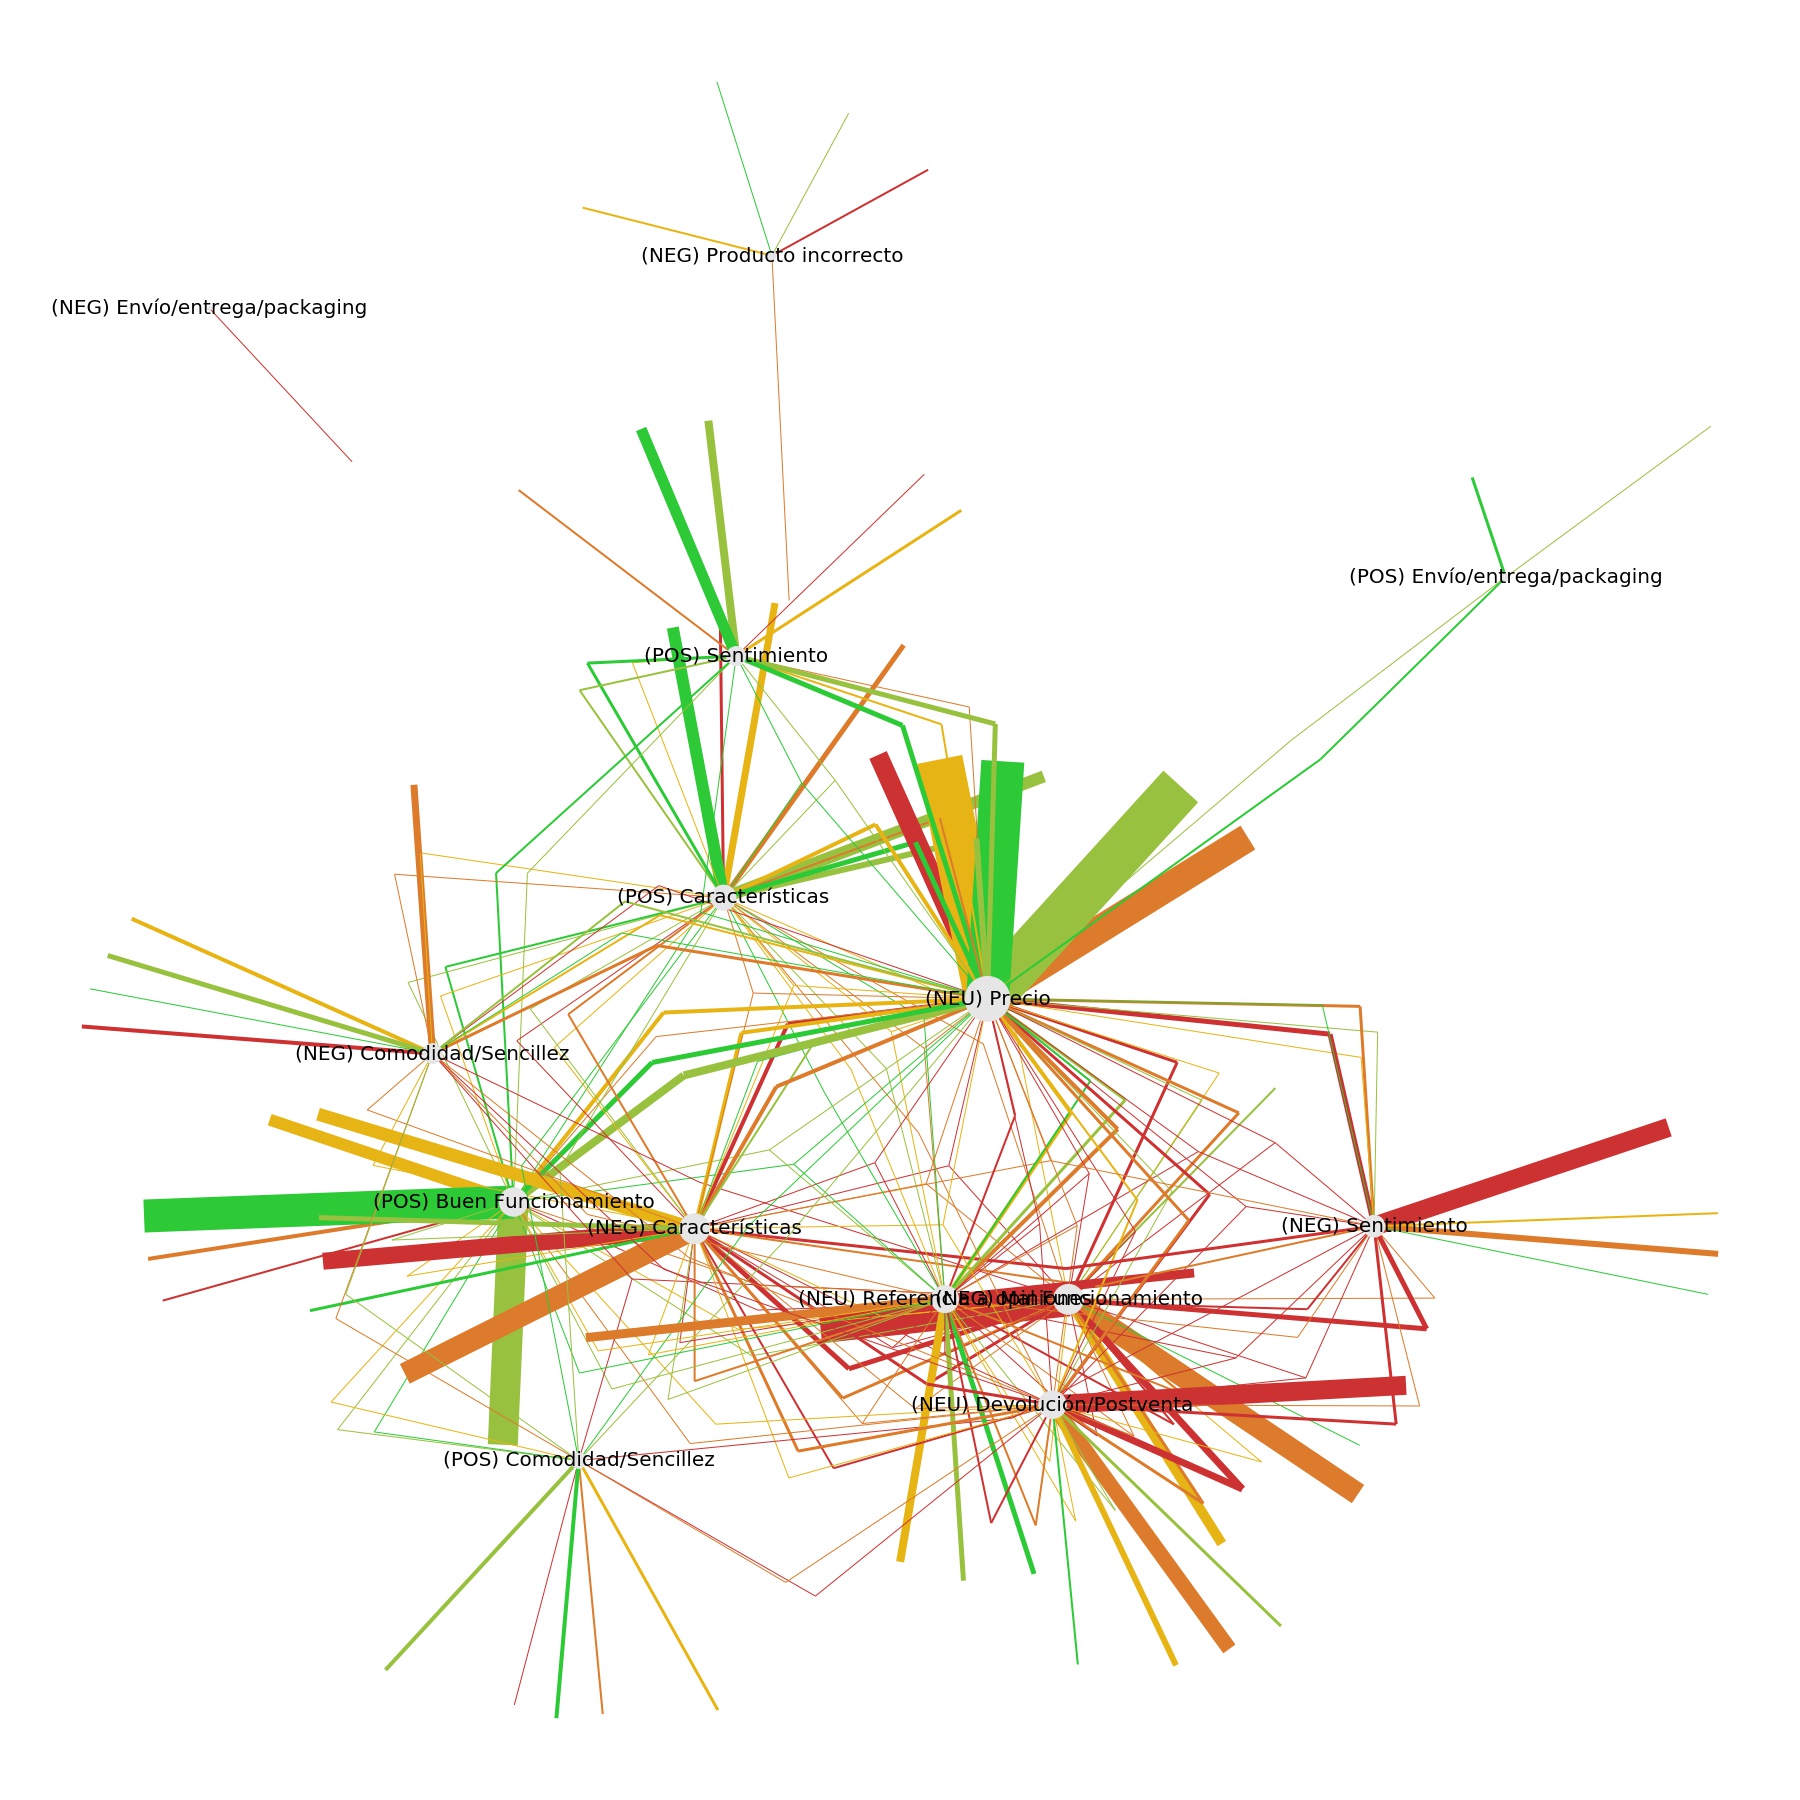 (NEG) Producto incorrecto
(NEG) Envío/entrega/packaging
(POS) Envío/entrega/packaging
(POS) Sentimiento
(POS) Características
(NEU) Precio
(NEG) Comodidad/Sencillez
(POS) Buen Funcionamiento
(NEG) Características
(NEG) Sentimiento
(NEU) Referencia a opiniones
(NEG) Mal Funcionamiento
(NEU) Devolución/Postventa
(POS) Comodidad/Sencillez